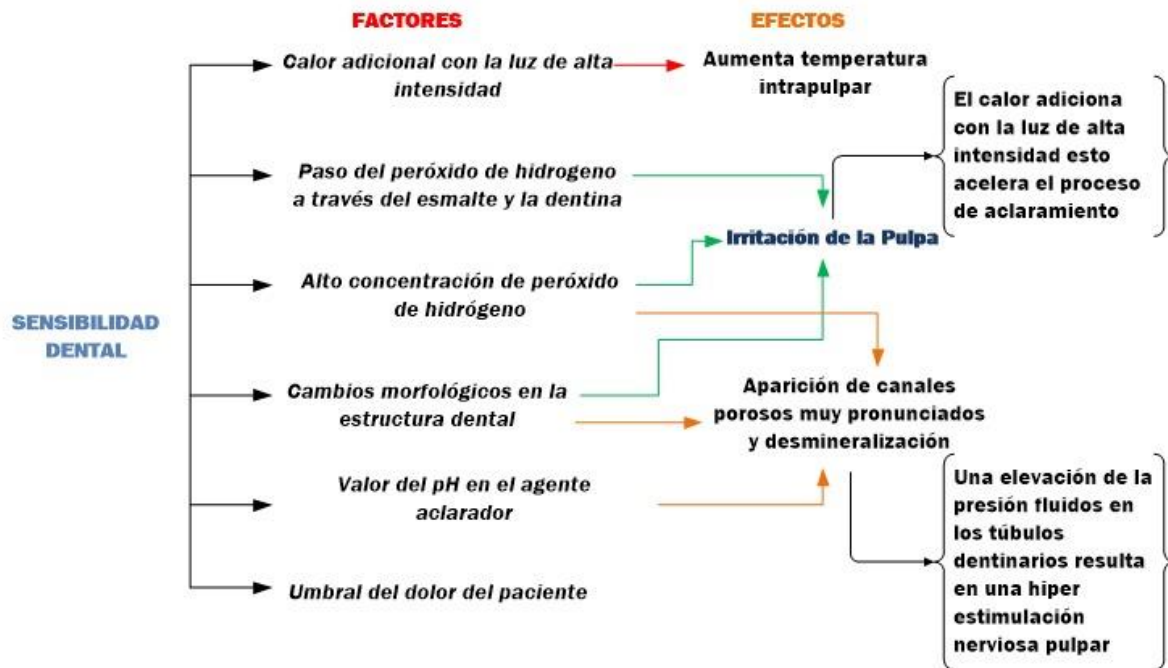 FACTORES
EFECTOS
Calor adicional con la luz de alta
intensidad
Aumenta temperatura
intrapulpar
El calor adiciona
con la luz de alta
intensidad esto
acelera el proceso
de aclaramiento
Paso del peróxido de hidrogeno
a través del esmalte y la dentina
Irritación de la Pulpa
Alto concentración de peróxido
de hidrógeno
SENSIBILIDAD
DENTAL
Cambios morfológicos en la
estructura dental
Aparición de canales
porosos muy pronunciados
y desmineralización
Valor del pH en el agente
aclarador
Una elevación de la
presión fluidos en
los túbulos
dentinarios resulta
en una hiper
estimulación
nerviosa pulpar
Umbral del dolor del paciente